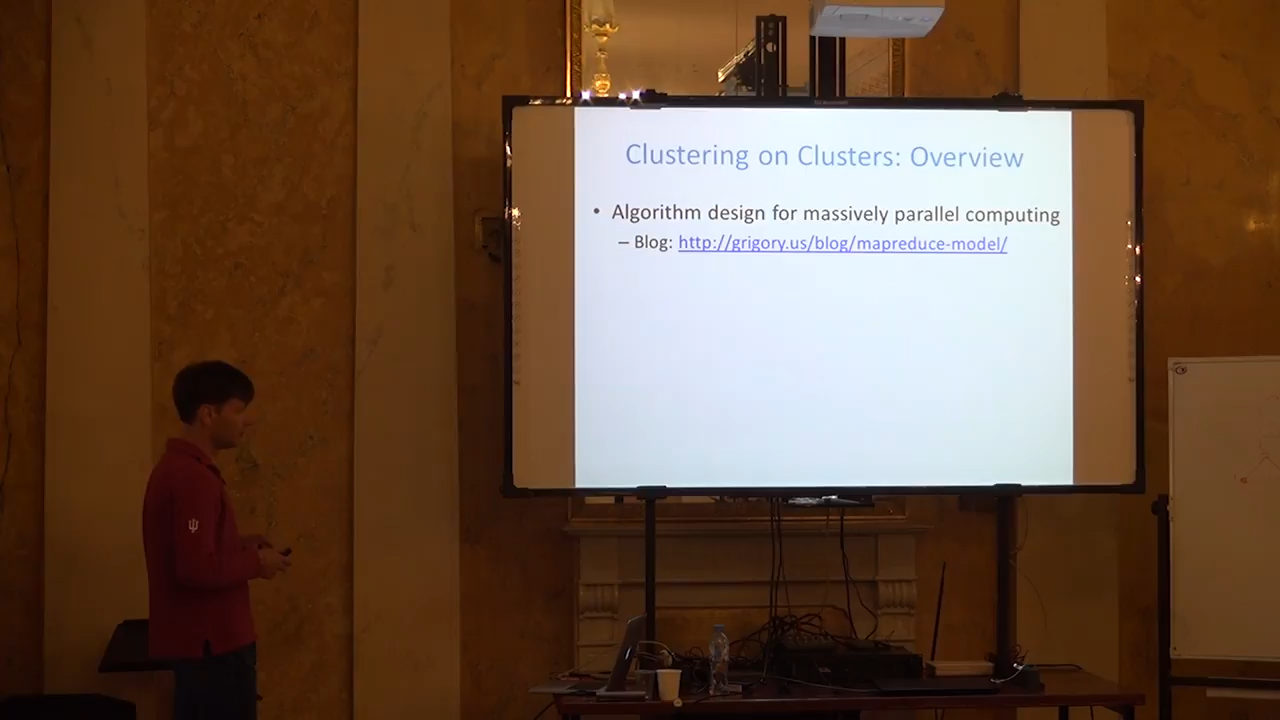 Clustering on Clusters: Overview
• Algorithm design for massively parallel computing
– Blog: http://grigory.us/blog/mapreduce-model/